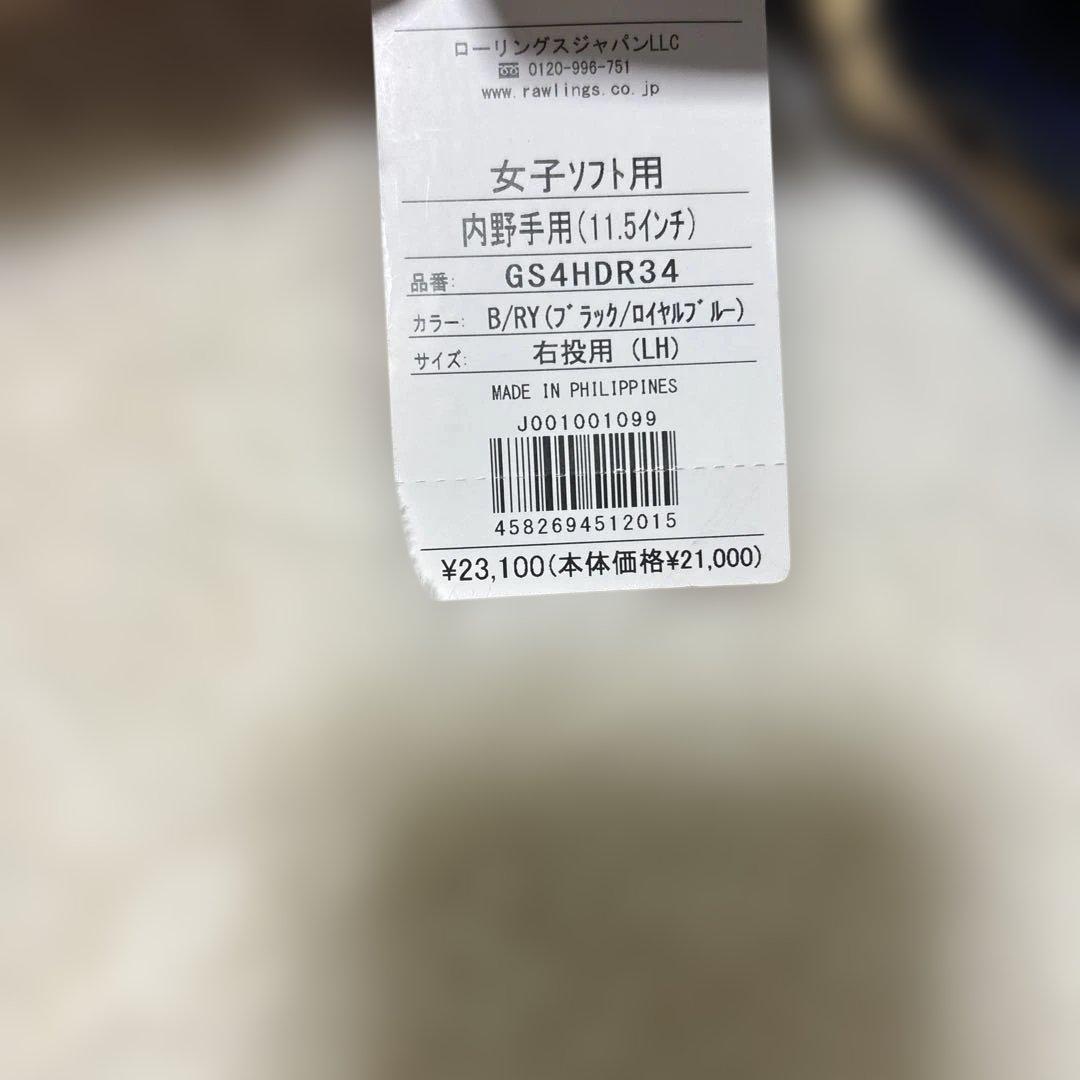 ローリングスジャパンLLC
0120-996-751
www.rawlings.co.jp
女子ソフト用
内野手用(11.5インチ)
品番: GS4HDR34
カラー: B/RY(ブラック/ロイヤルブルー)
サイズ: 右投用 (LH)
MADE IN PHILIPPINES
J001001099
4582694512015
¥23,100(本体価格¥21,000)